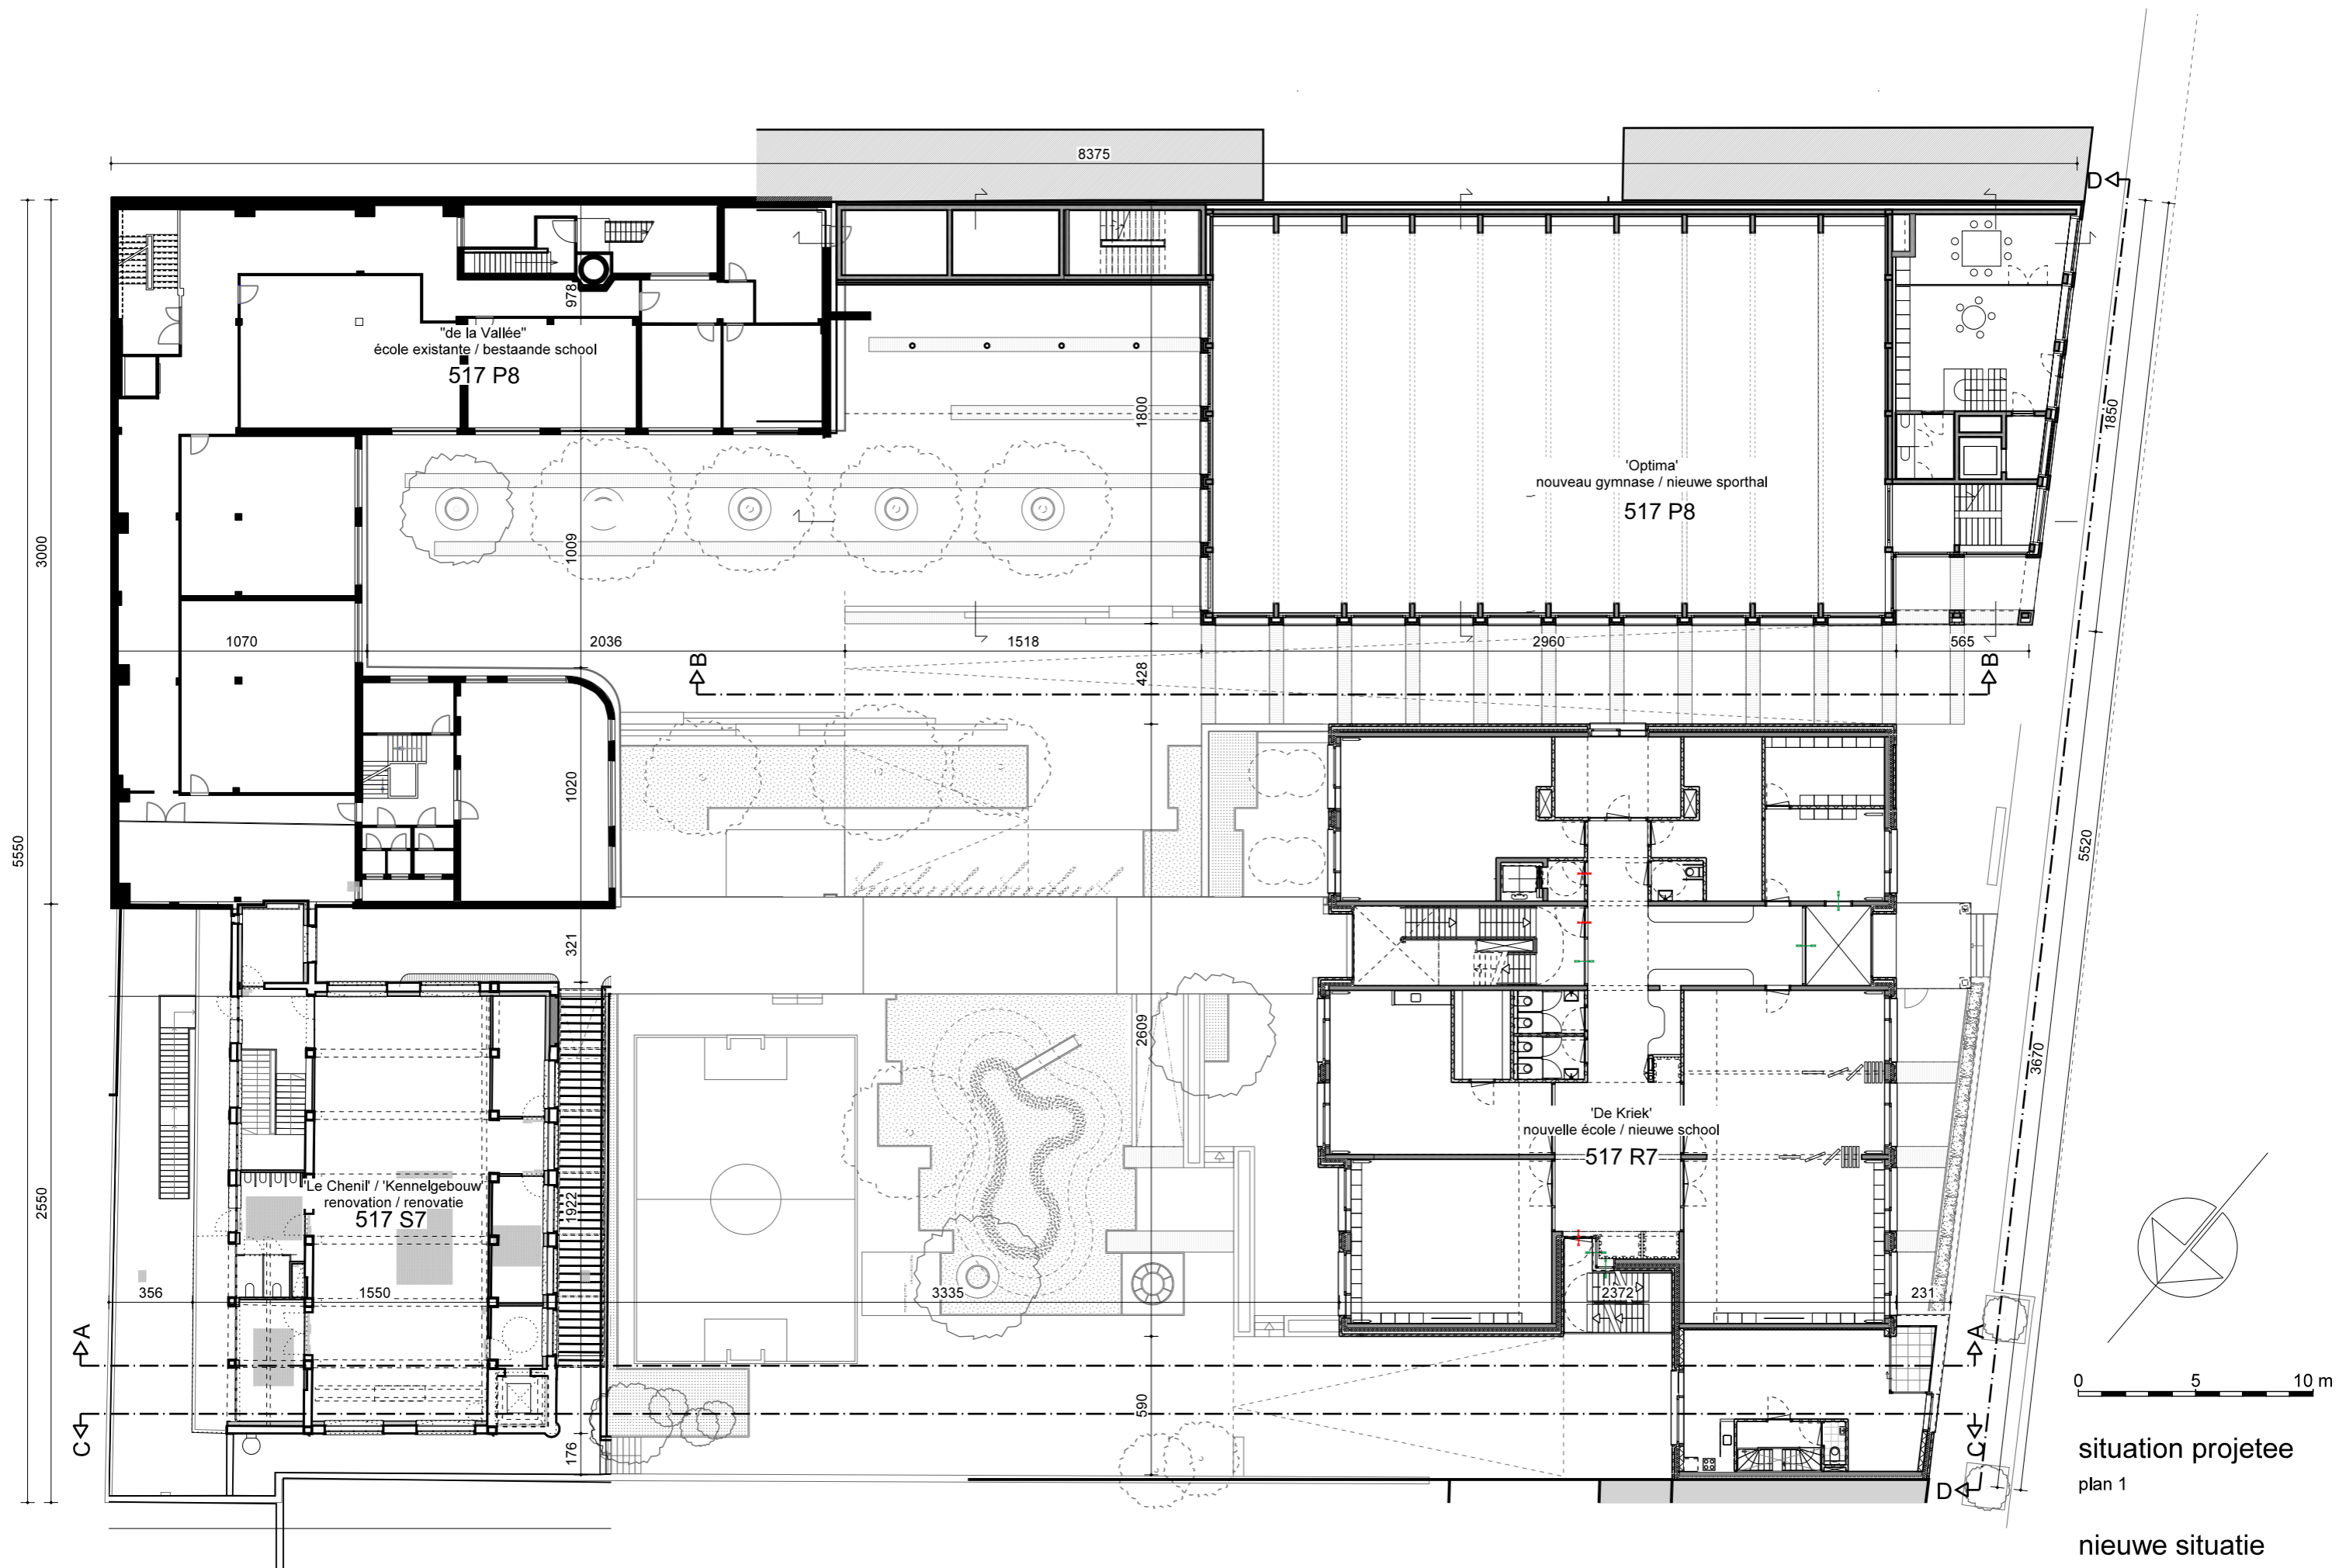 8375
D
978
"de la Vallée"
école existante / bestaande school
517 P8
1800
1850
'Optima'
nouveau gymnase / nieuwe sporthal
517 P8
3000
1009
1070
2036
1518
2960
565
B
B
428
1020
5550
5520
321
2609
3670
'De Kriek'
nouvelle école / nieuwe school
517 R7
2550
'Le Chenil' / 'Kennelgebouw'
renovation / renovatie
517 S7
1922
356
1550
3335
2372
231
A
A
0 5 10 m
590
C
C
176
situation projetee
plan 1
D
nieuwe situatie